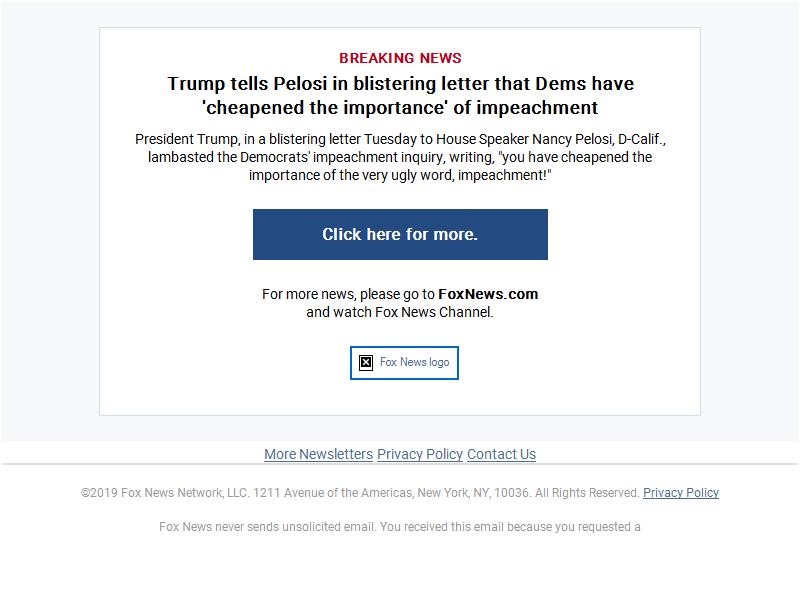 BREAKING NEWS
Trump tells Pelosi in blistering letter that Dems have
'cheapened the importance' of impeachment
President Trump, in a blistering letter Tuesday to House Speaker Nancy Pelosi, D-Calif.,
lambasted the Democrats' impeachment inquiry, writing, "you have cheapened the
importance of the very ugly word, impeachment!"
Click here for more.
For more news, please go to FoxNews.com
and watch Fox News Channel.
Fox News logo
More Newsletters Privacy Policy Contact Us
©2019 Fox News Network, LLC. 1211 Avenue of the Americas, New York, NY, 10036. All Rights Reserved. Privacy Policy
Fox News never sends unsolicited email. You received this email because you requested a